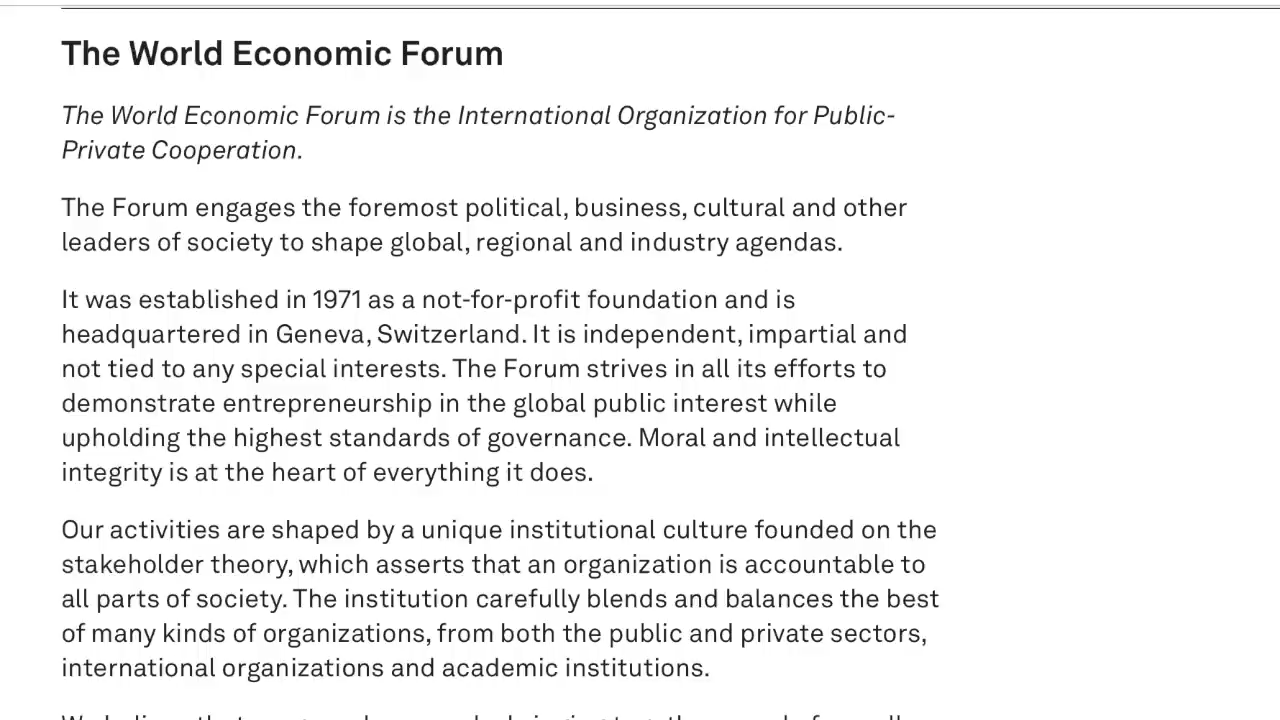 The World Economic Forum
The World Economic Forum is the International Organization for Public-
Private Cooperation.
The Forum engages the foremost political, business, cultural and other
leaders of society to shape global, regional and industry agendas.
It was established in 1971 as a not-for-profit foundation and is
headquartered in Geneva, Switzerland. It is independent, impartial and
not tied to any special interests. The Forum strives in all its efforts to
demonstrate entrepreneurship in the global public interest while
upholding the highest standards of governance. Moral and intellectual
integrity is at the heart of everything it does.
Our activities are shaped by a unique institutional culture founded on the
stakeholder theory, which asserts that an organization is accountable to
all parts of society. The institution carefully blends and balances the best
of many kinds of organizations, from both the public and private sectors,
international organizations and academic institutions.